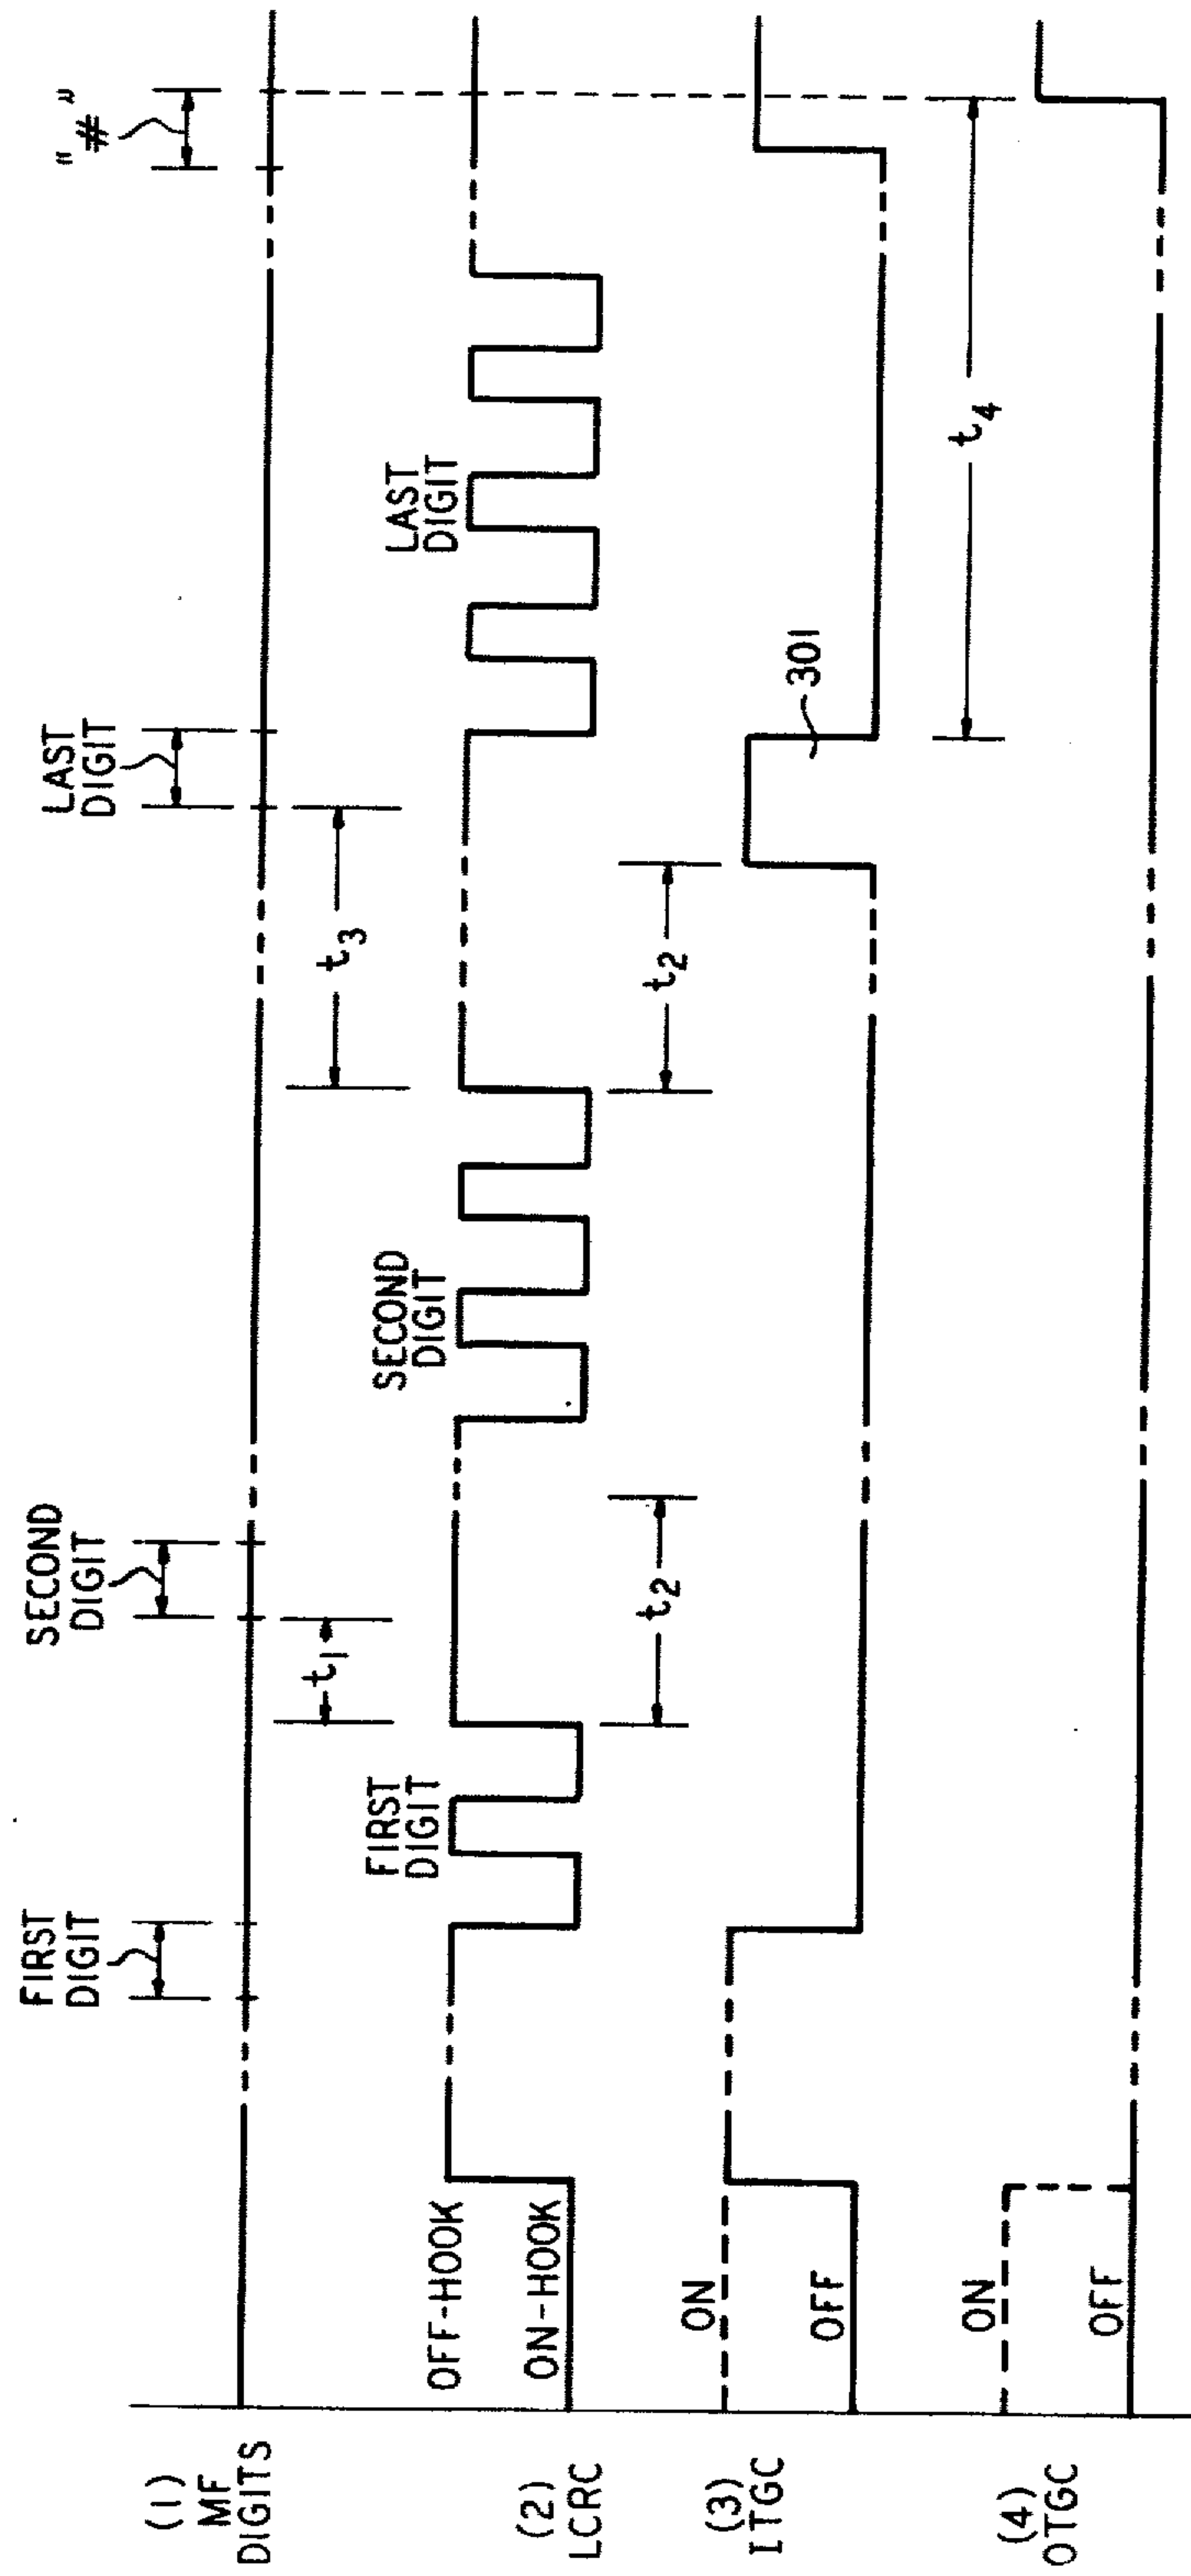 (1)
MF
DIGITS
FIRST
DIGIT
SECOND
DIGIT
LAST
DIGIT
"#"
t1
t3
(2)
LCRC
OFF-HOOK
ON-HOOK
FIRST
DIGIT
SECOND
DIGIT
LAST
DIGIT
t2
t2
(3)
ITGC
ON
OFF
301
t4
(4)
OTGC
ON
OFF